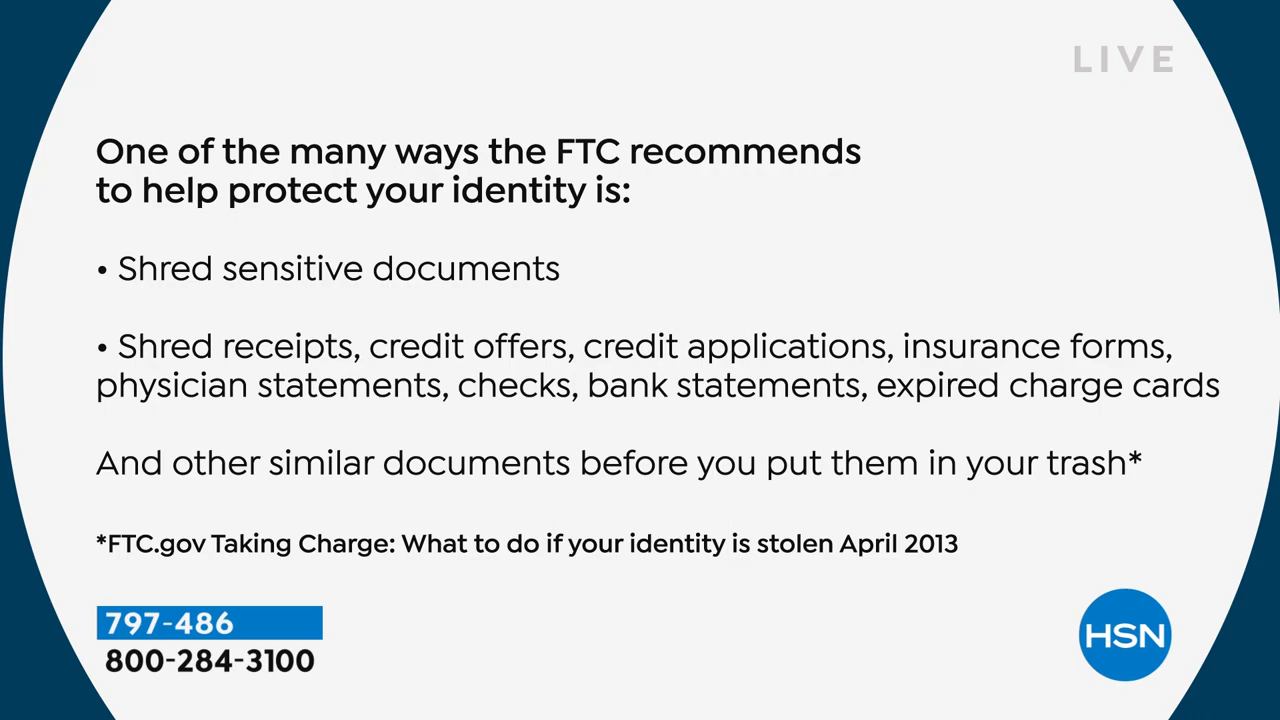 LIVE
One of the many ways the FTC recommends
to help protect your identity is:
• Shred sensitive documents
• Shred receipts, credit offers, credit applications, insurance forms,
physician statements, checks, bank statements, expired charge cards
And other similar documents before you put them in your trash*
*FTC.gov Taking Charge: What to do if your identity is stolen April 2013
797-486
800-284-3100
HSN